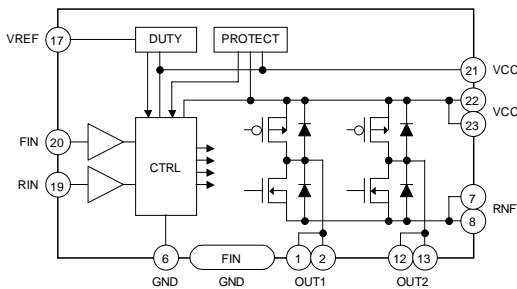 DUTY PROTECT
VREF 17
21 VCC
22
VCC
23
FIN 20
CTRL
RIN 19
7
RNF
8
6 FIN 1 2 12 13
GND GND OUT1 OUT2